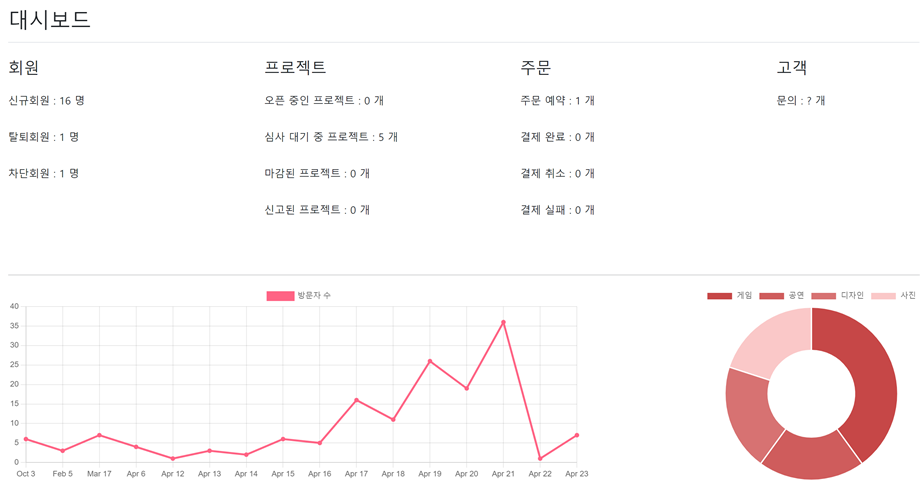 대시보드
회원
신규회원 : 16 명
탈퇴회원 : 1 명
차단회원 : 1 명
프로젝트
오픈 중인 프로젝트 : 0 개
심사 대기 중 프로젝트 : 5 개
마감된 프로젝트 : 0 개
신고된 프로젝트 : 0 개
주문
주문 예약 : 1 개
결제 완료 : 0 개
결제 취소 : 0 개
결제 실패 : 0 개
고객
문의 : ? 개
방문자 수
40
35
30
25
20
15
10
5
0
Oct 3 Feb 5 Mar 17 Apr 6 Apr 12 Apr 13 Apr 14 Apr 15 Apr 16 Apr 17 Apr 18 Apr 19 Apr 20 Apr 21 Apr 22 Apr 23
게임 공연 디자인 사진